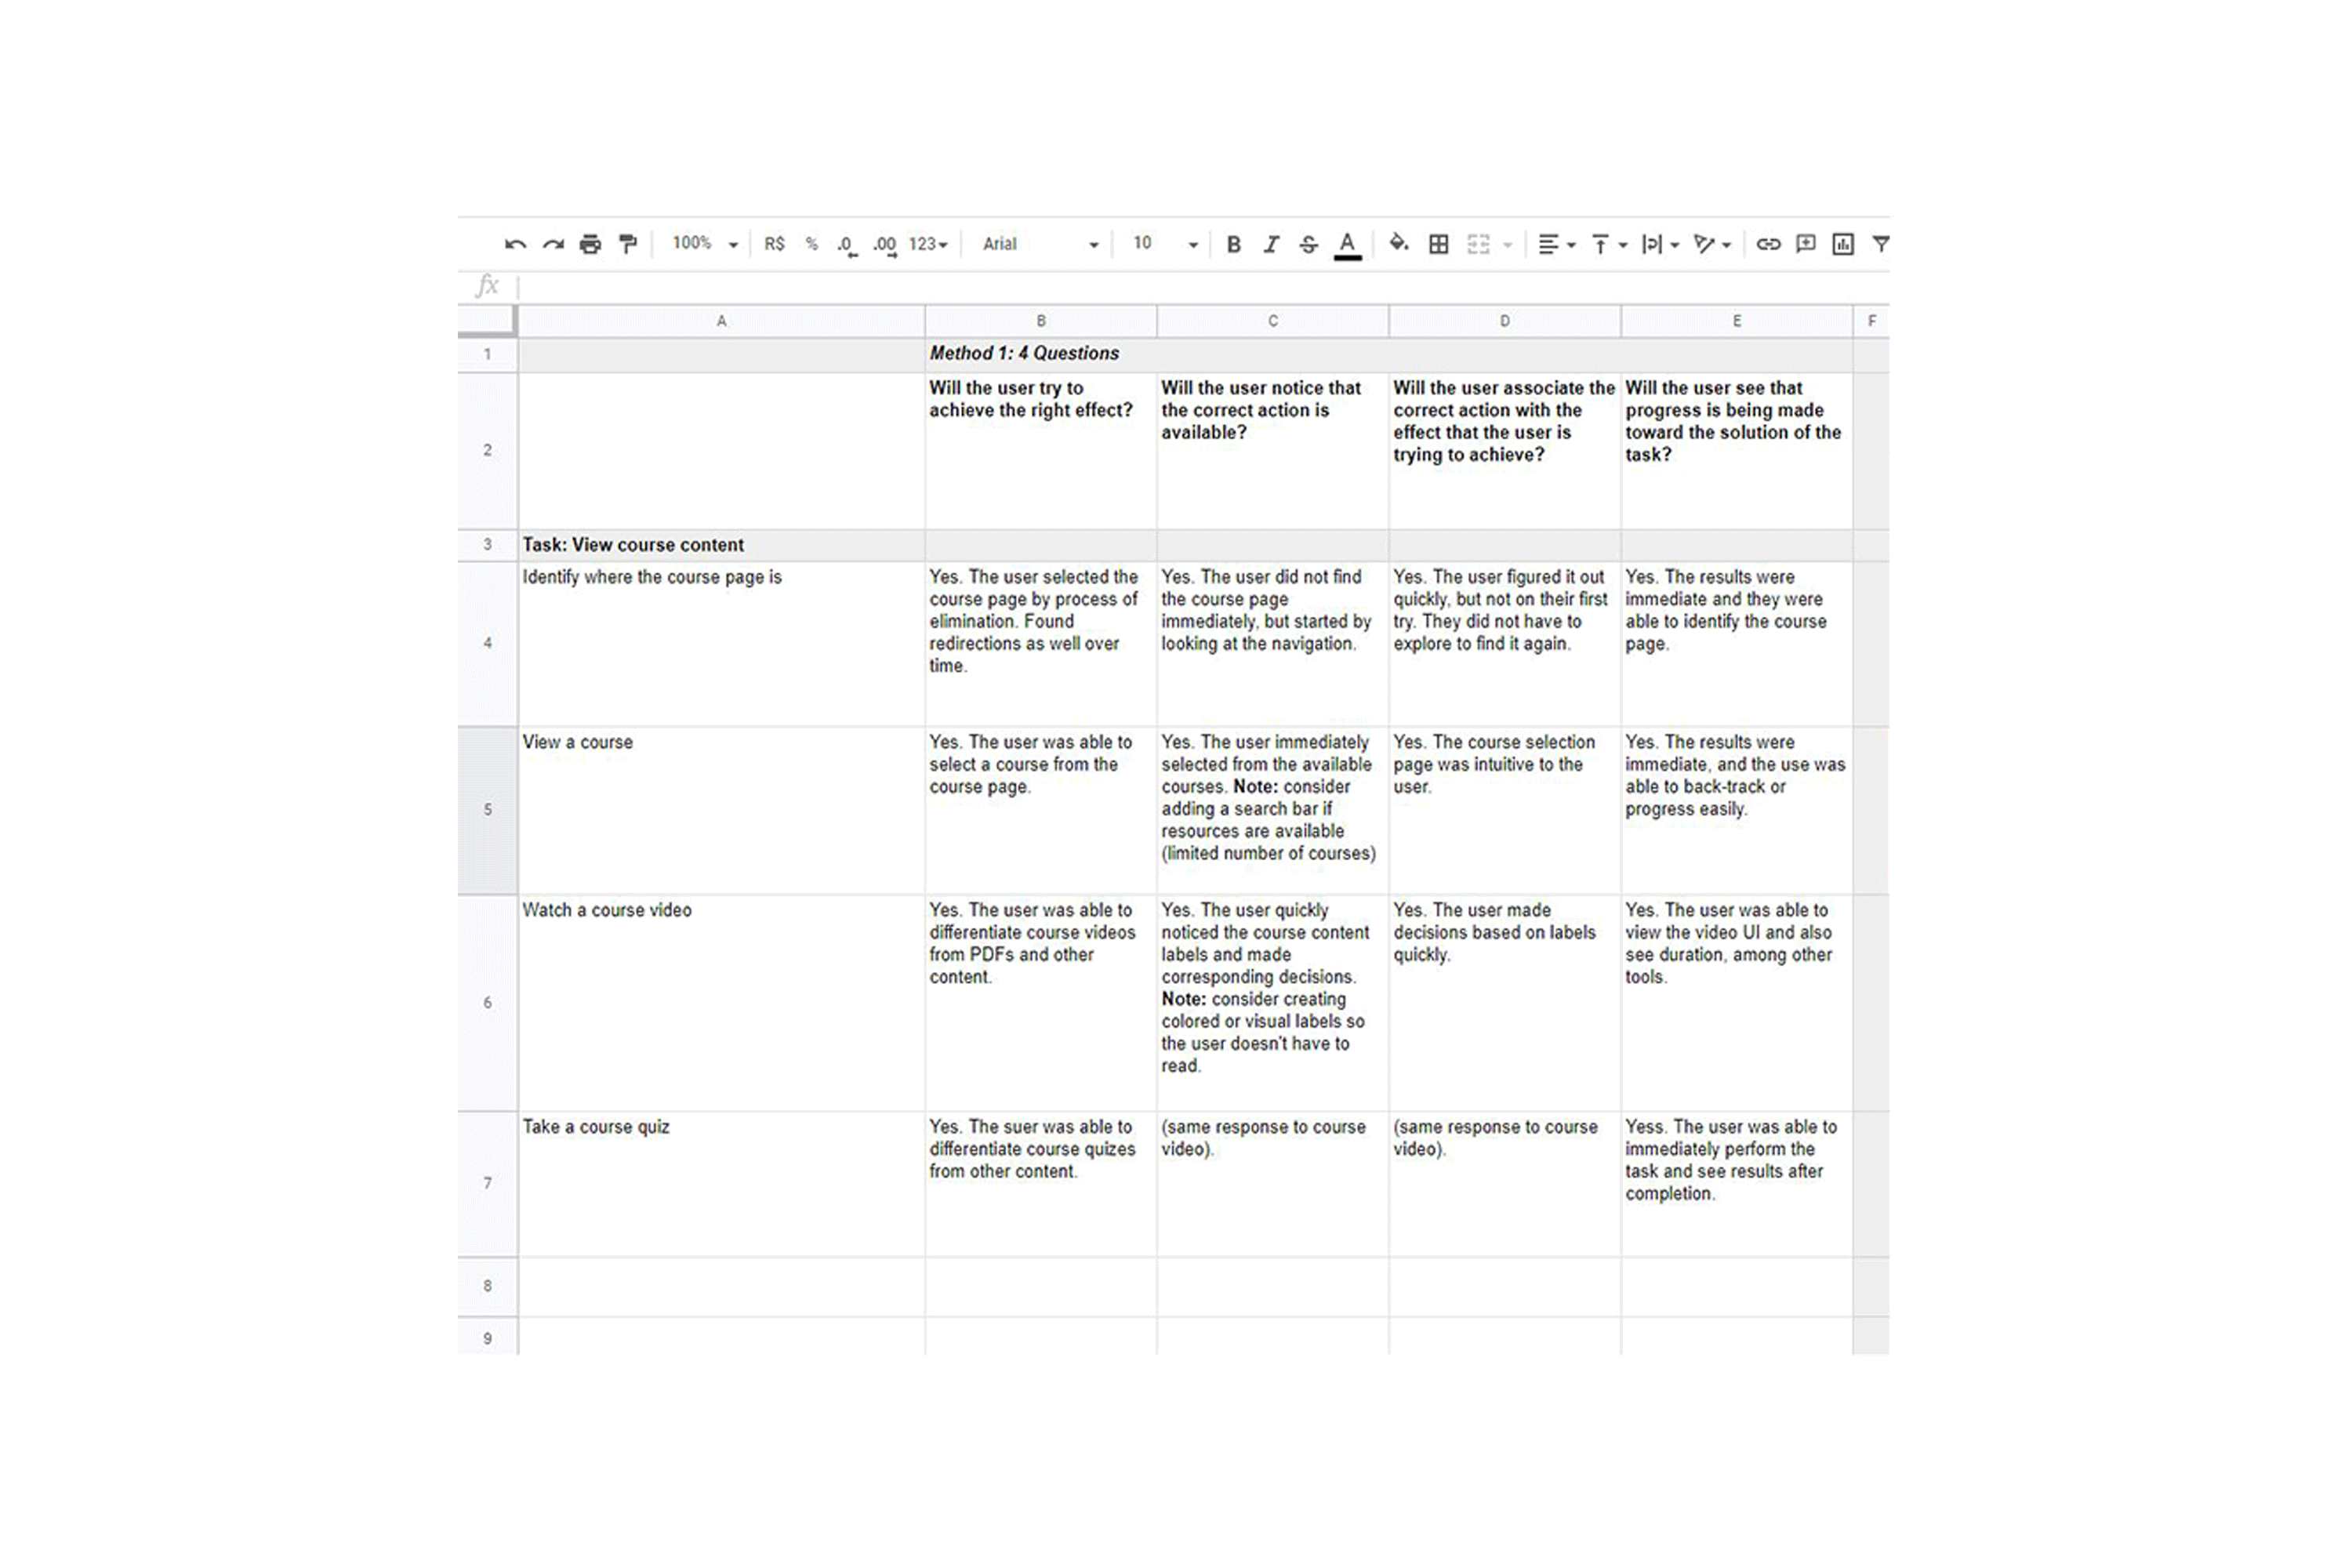 100% R$ % .0 .00 123 Arial 10 B I S A
fx
A B C D E F
1 Method 1: 4 Questions
2
Will the user try to
achieve the right effect?
Will the user notice that
the correct action is
available?
Will the user associate the
correct action with the
effect that the user is
trying to achieve?
Will the user see that
progress is being made
toward the solution of the
task?
3 Task: View course content
4
Identify where the course page is
Yes. The user selected the
course page by process of
elimination. Found
redirections as well over
time.
Yes. The user did not find
the course page
immediately, but started by
looking at the navigation.
Yes. The user figured it out
quickly, but not on their first
try. They did not have to
explore to find it again.
Yes. The results were
immediate and they were
able to identify the course
page.
5
View a course
Yes. The user was able to
select a course from the
course page.
Yes. The user immediately
selected from the available
courses. Note: consider
adding a search bar if
resources are available
(limited number of courses)
Yes. The course selection
page was intuitive to the
user.
Yes. The results were
immediate, and the use was
able to back-track or
progress easily.
6
Watch a course video
Yes. The user was able to
differentiate course videos
from PDFs and other
content.
Yes. The user quickly
noticed the course content
labels and made
corresponding decisions.
Note: consider creating
colored or visual labels so
the user doesn't have to
read.
Yes. The user made
decisions based on labels
quickly.
Yes. The user was able to
view the video UI and also
see duration, among other
tools.
7
Take a course quiz
Yes. The suer was able to
differentiate course quizes
from other content.
(same response to course
video).
(same response to course
video).
Yess. The user was able to
immediately perform the
task and see results after
completion.
8
9